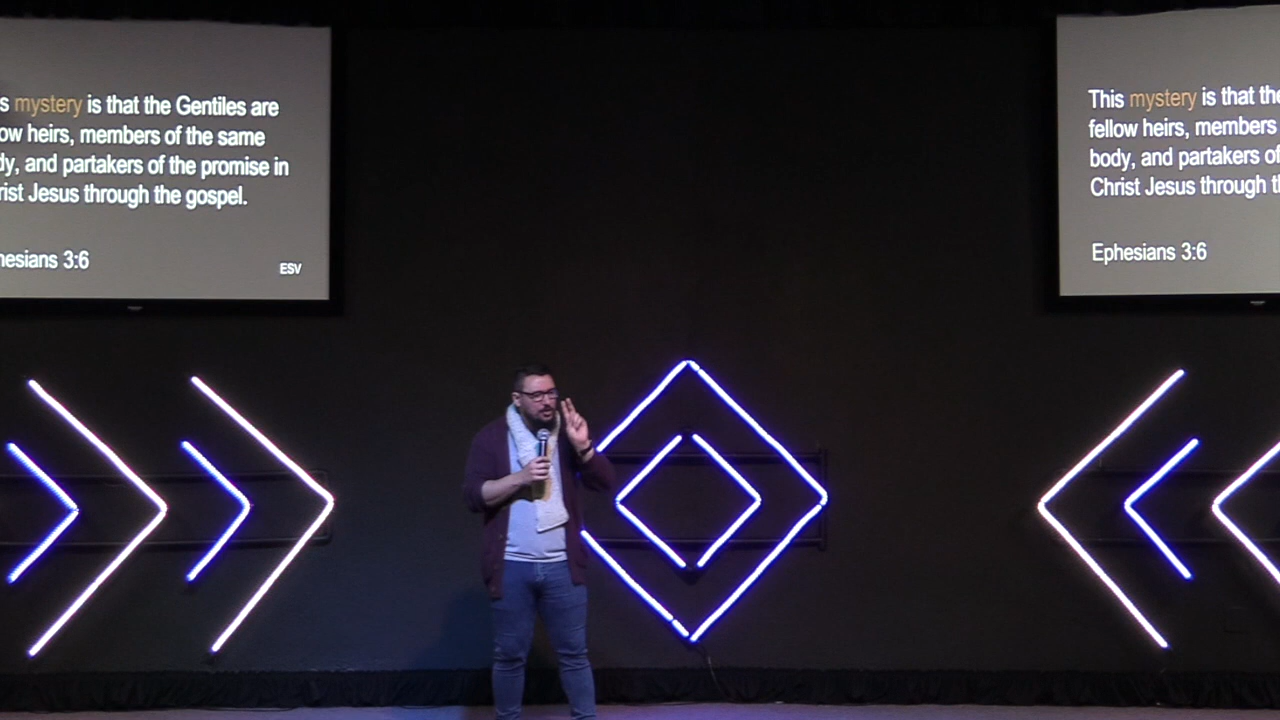 s mystery is that the Gentiles are
ow heirs, members of the same
dy, and partakers of the promise in
rist Jesus through the gospel.
hesians 3:6
ESV
This mystery is that the
fellow heirs, members
body, and partakers of
Christ Jesus through th
Ephesians 3:6